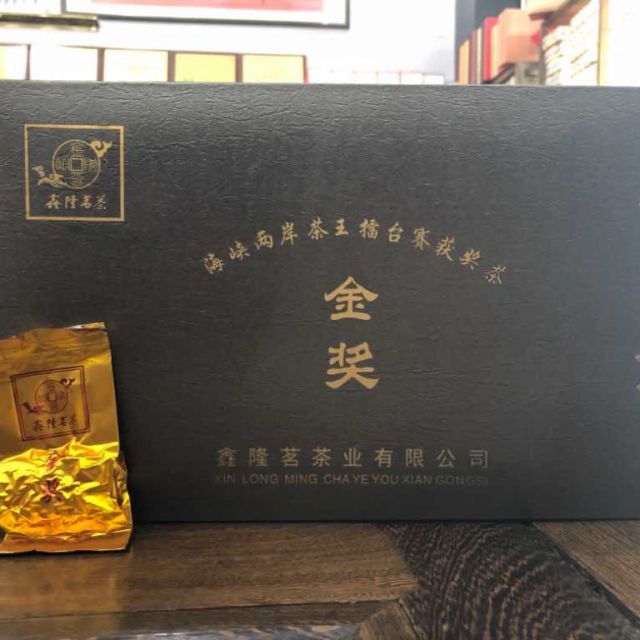 鑫隆茗茶
海峡两岸茶王擂台赛获奖茶
金
奖
鑫隆茗茶业有限公司
XIN LONG MING CHA YE YOU XIAN GONGSI
鑫隆茗茶